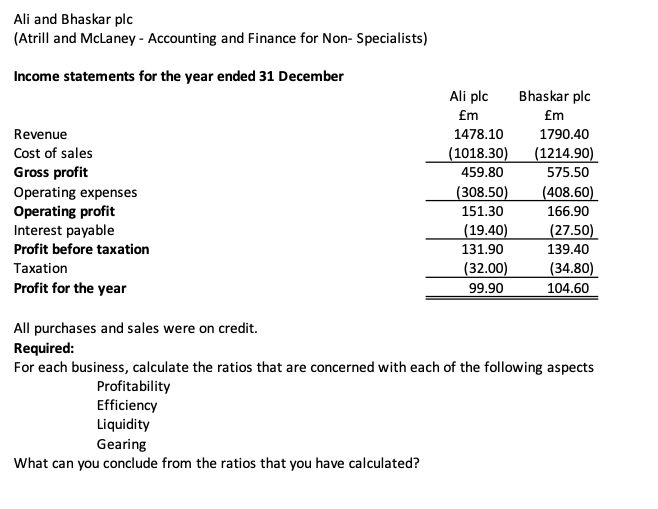 Ali and Bhaskar plc
(Atrill and McLaney - Accounting and Finance for Non- Specialists)
Income statements for the year ended 31 December
Ali plc Bhaskar plc
£m £m
Revenue 1478.10 1790.40
Cost of sales (1018.30) (1214.90)
Gross profit 459.80 575.50
Operating expenses (308.50) (408.60)
Operating profit 151.30 166.90
Interest payable (19.40) (27.50)
Profit before taxation 131.90 139.40
Taxation (32.00) (34.80)
Profit for the year 99.90 104.60
All purchases and sales were on credit.
Required:
For each business, calculate the ratios that are concerned with each of the following aspects
Profitability
Efficiency
Liquidity
Gearing
What can you conclude from the ratios that you have calculated?